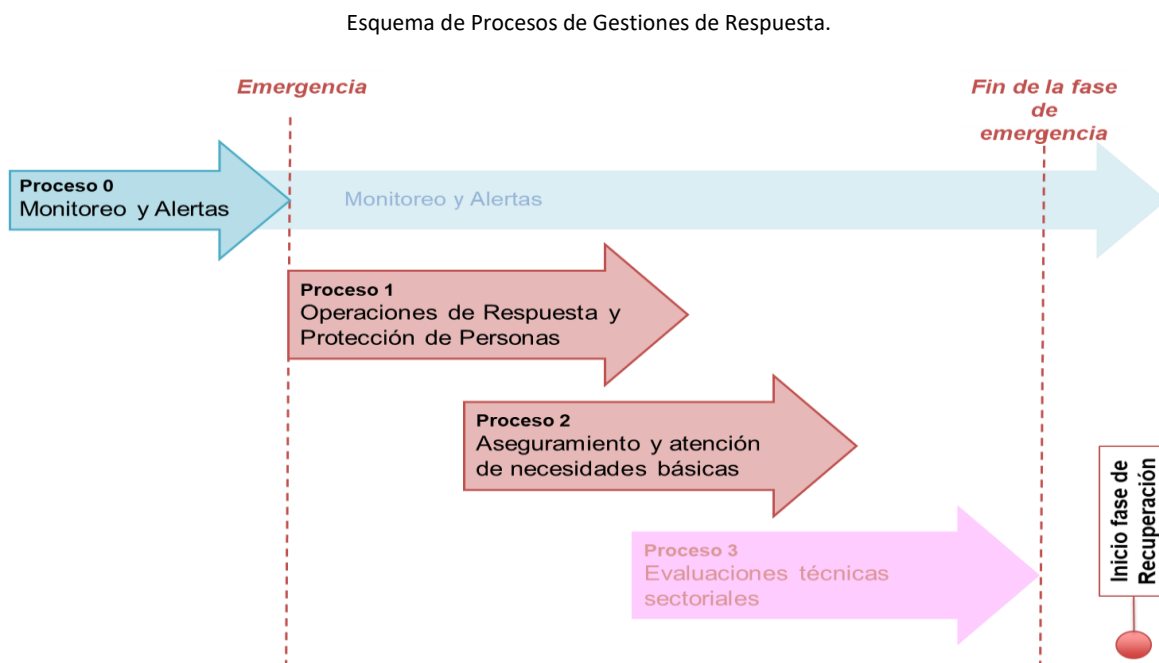 Esquema de Procesos de Gestiones de Respuesta.
Emergencia
Fin de la fase
de
emergencia
Proceso 0
Monitoreo y Alertas
Monitoreo y Alertas
Proceso 1
Operaciones de Respuesta y
Protección de Personas
Proceso 2
Aseguramiento y atención
de necesidades básicas
Proceso 3
Evaluaciones técnicas
sectoriales
Inicio fase de
Recuperación